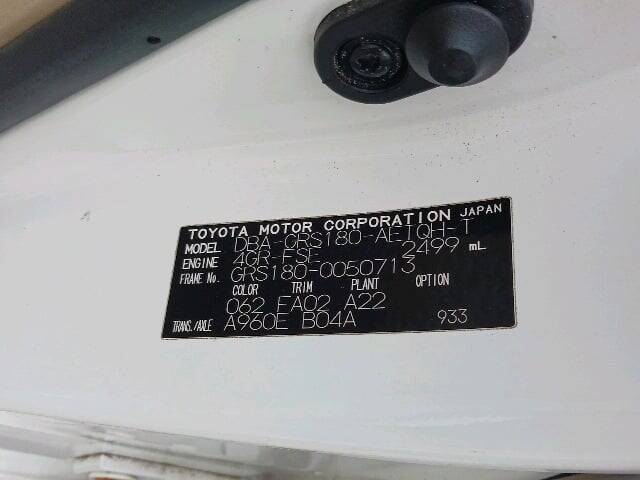 TOYOTA MOTOR CORPORATION JAPAN
MODEL DBA-GRS180-AETQH-T
ENGINE 4GR-FSE 2499 mL
FRAME No. GRS180-0050713
COLOR TRIM PLANT OPTION
062 FA02 A22
TRANS./AXLE A960E B04A 933